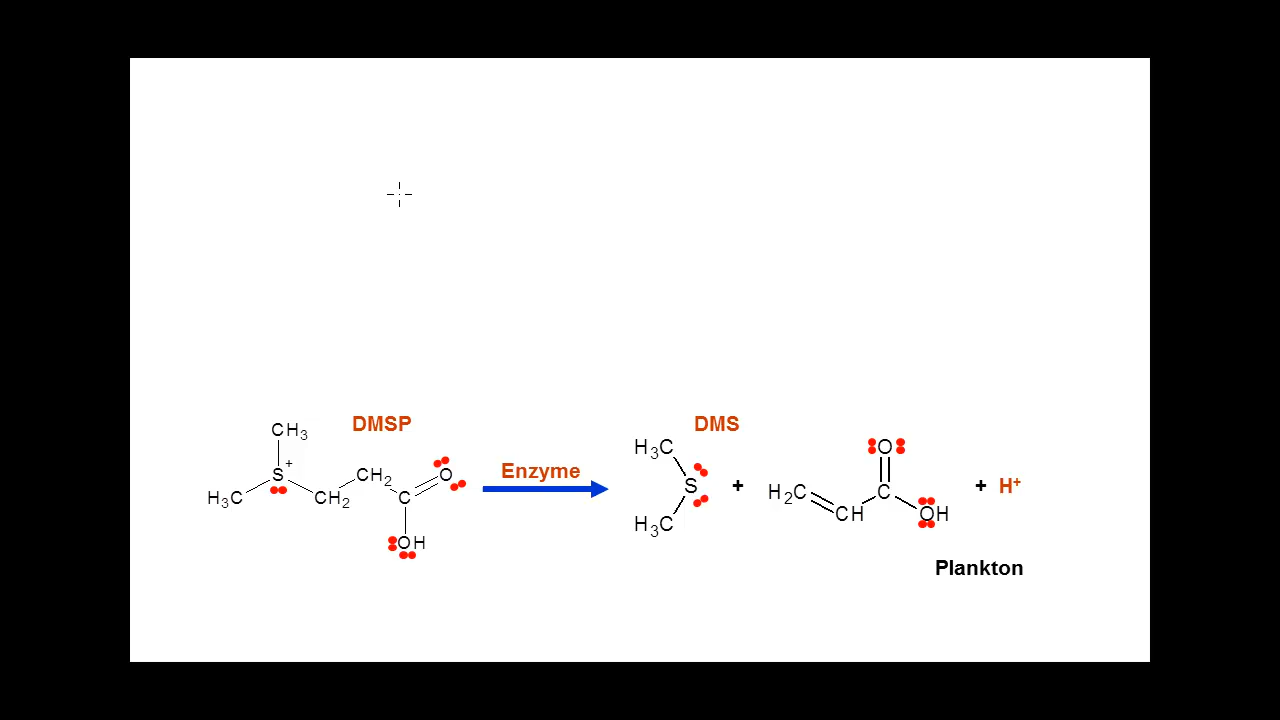 DMSP
CH3
S+
H3C
CH2
CH2
C
O
OH
Enzyme
DMS
H3C
S
H3C
+
H2C
CH
C
O
OH
+ H+
Plankton